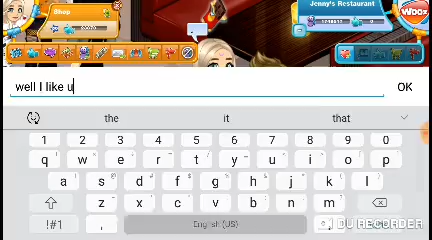 Shop
Jenny's Restaurant
WOOZ
well I like u
OK
the it that
1 2 3 4 5 6 7 8 9 0
q w e r t y u i o p
a s d f g h j k l
z x c v b n m
!#1 , English (US)
DU RECORDER